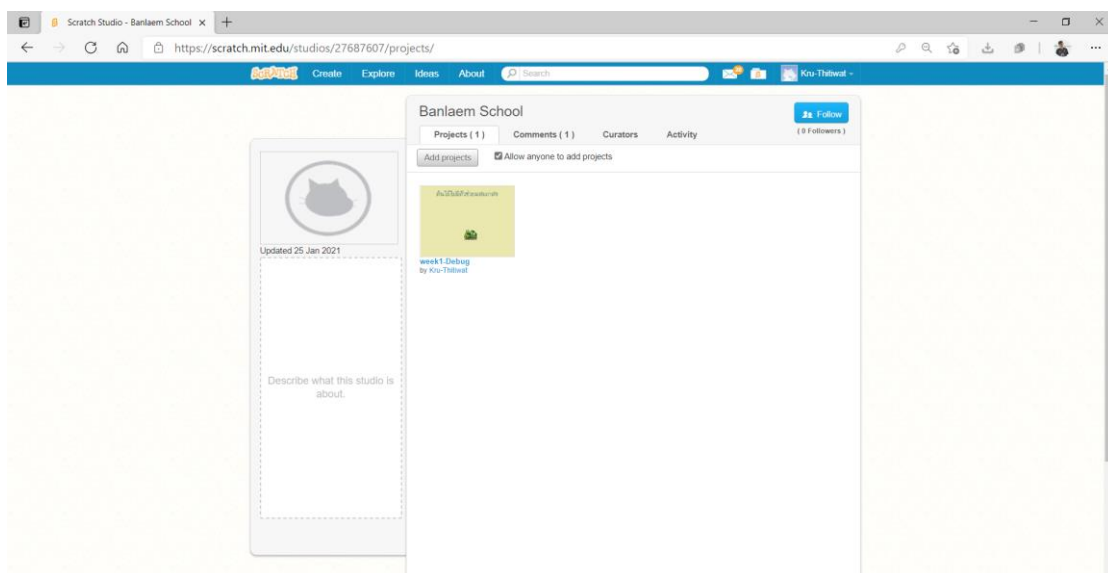 Scratch Studio - Banlaem School
https://scratch.mit.edu/studios/27687607/projects/
SCRATCH Create Explore Ideas About Search Kru-Thitiwat
Banlaem School
Follow
Projects ( 1 ) Comments ( 1 ) Curators Activity
( 0 Followers )
Add projects Allow anyone to add projects
Updated 25 Jan 2021
week1-Debug
by Kru-Thitiwat
Describe what this studio is
about.